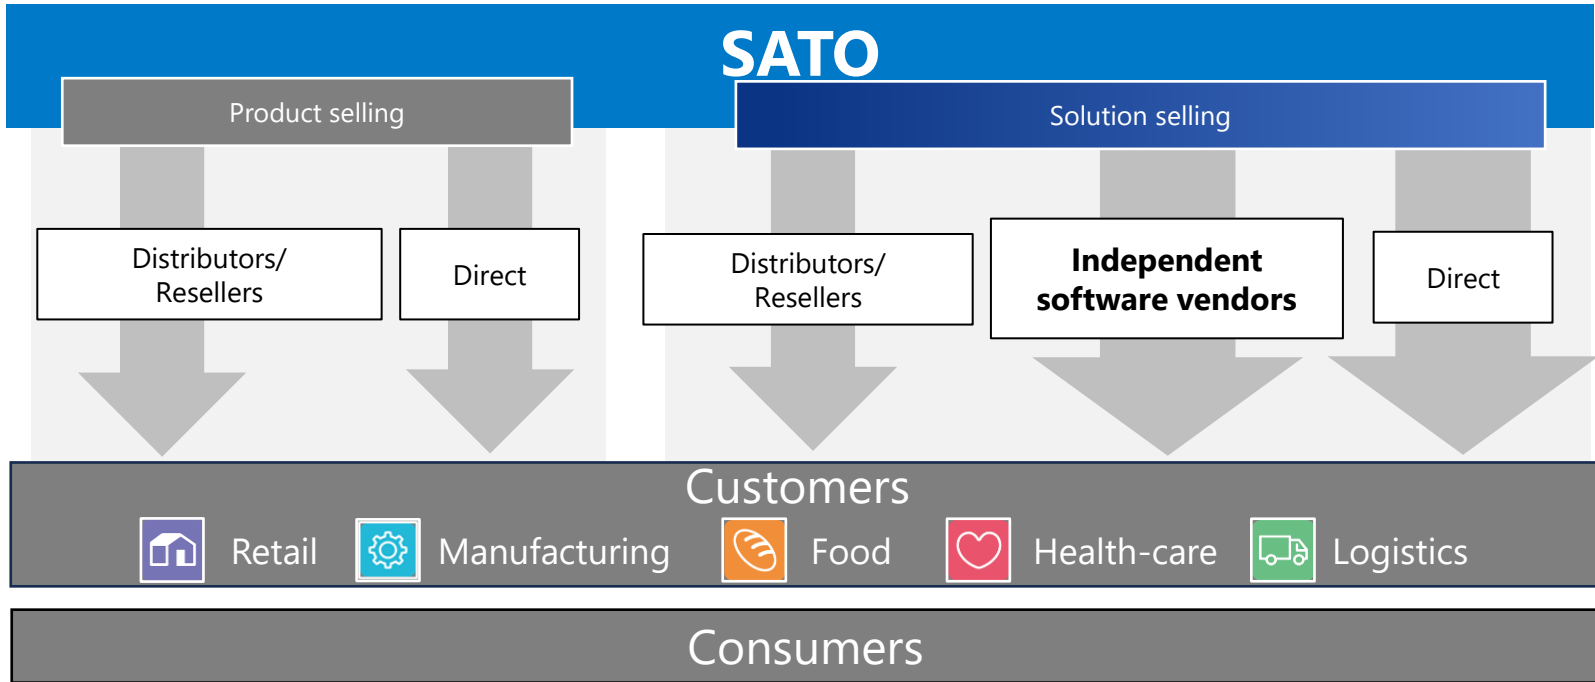 SATO
Product selling
Solution selling
Distributors/
Resellers
Direct
Distributors/
Resellers
Independent
software vendors
Direct
Customers
Retail
Manufacturing
Food
Health-care
Logistics
Consumers